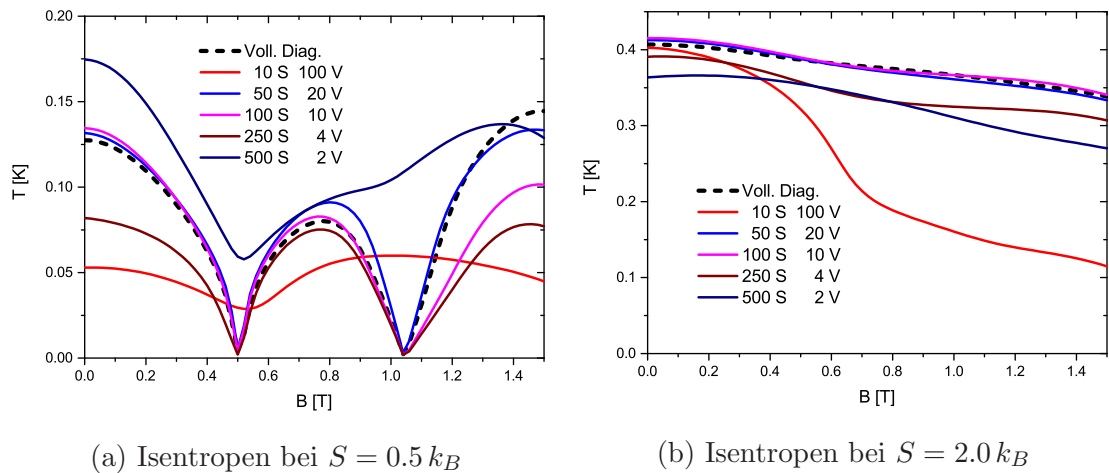 0.20
0.15
0.10
0.05
0.00
T [K]
0.0 0.2 0.4 0.6 0.8 1.0 1.2 1.4
B [T]
Voll. Diag.
10 S 100 V
50 S 20 V
100 S 10 V
250 S 4 V
500 S 2 V
(a) Isentropen bei S = 0.5 k_B
0.4
0.3
0.2
0.1
0.0
T [K]
0.0 0.2 0.4 0.6 0.8 1.0 1.2 1.4
B [T]
Voll. Diag.
10 S 100 V
50 S 20 V
100 S 10 V
250 S 4 V
500 S 2 V
(b) Isentropen bei S = 2.0 k_B